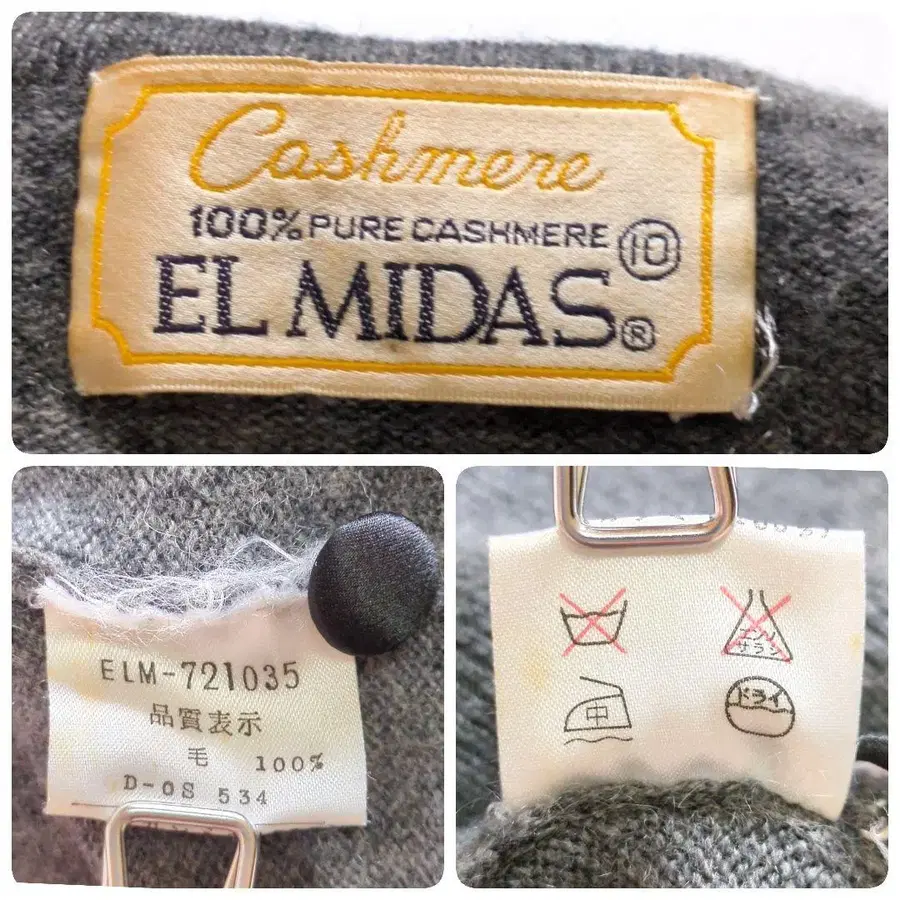 Cashmere
100% PURE CASHMERE 10
EL MIDAS®
ELM-721035
品質表示
毛 100%
D-08 534
エンソ
サラシ
中
ドライ